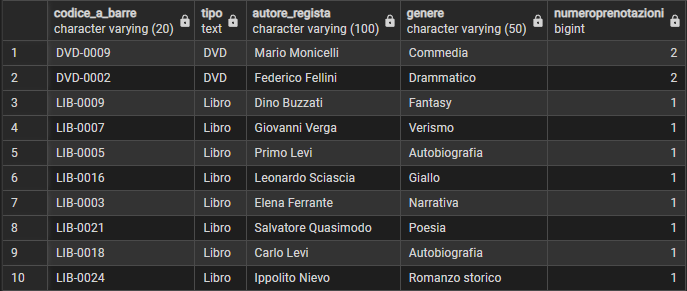 codice_a_barre tipo autore_regista genere numeroprenotazioni
character varying (20) text character varying (100) character varying (50) bigint
1 DVD-0009 DVD Mario Monicelli Commedia 2
2 DVD-0002 DVD Federico Fellini Drammatico 2
3 LIB-0009 Libro Dino Buzzati Fantasy 1
4 LIB-0007 Libro Giovanni Verga Verismo 1
5 LIB-0005 Libro Primo Levi Autobiografia 1
6 LIB-0016 Libro Leonardo Sciascia Giallo 1
7 LIB-0003 Libro Elena Ferrante Narrativa 1
8 LIB-0021 Libro Salvatore Quasimodo Poesia 1
9 LIB-0018 Libro Carlo Levi Autobiografia 1
10 LIB-0024 Libro Ippolito Nievo Romanzo storico 1